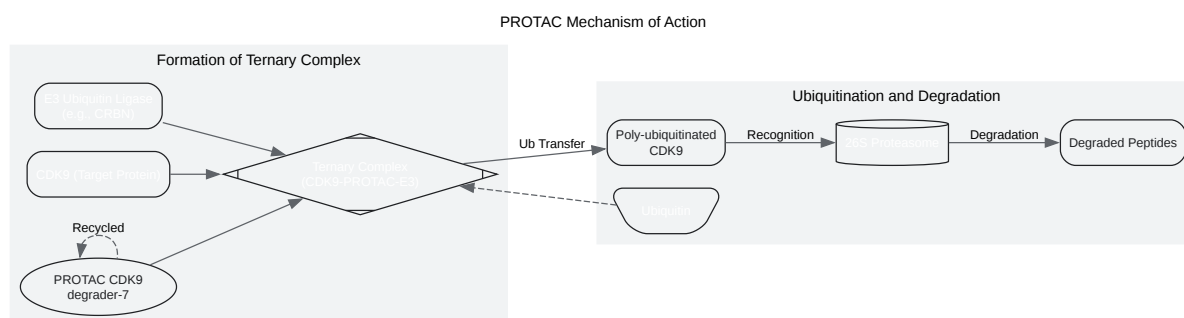 PROTAC Mechanism of Action
Formation of Ternary Complex
E3 Ubiquitin Ligase
(e.g., CRBN)
CDK9 (Target Protein)
Recycled
PROTAC CDK9
degrader-7
Ternary Complex
(CDK9-PROTAC-E3)
Ub Transfer
Ubiquitination and Degradation
Poly-ubiquitinated
CDK9
Recognition
26S Proteasome
Degradation
Degraded Peptides
Ubiquitin